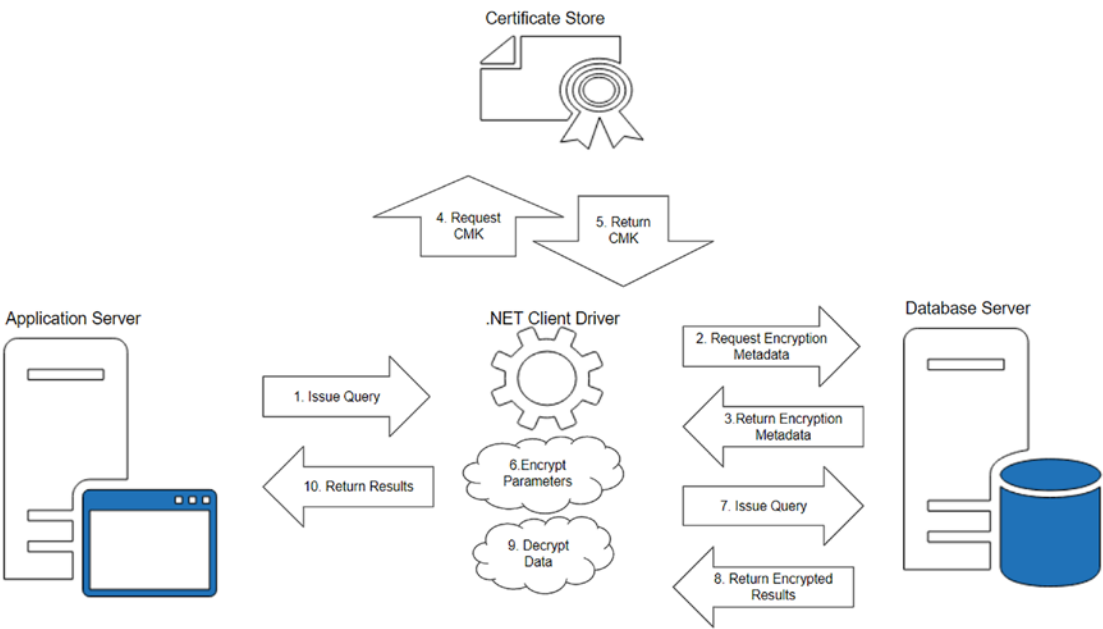 Certificate Store
4. Request
CMK
5. Return
CMK
Application Server
.NET Client Driver
Database Server
1. Issue Query
2. Request Encryption
Metadata
3.Return Encryption
Metadata
6.Encrypt
Parameters
10. Return Results
7. Issue Query
9. Decrypt
Data
8. Return Encrypted
Results